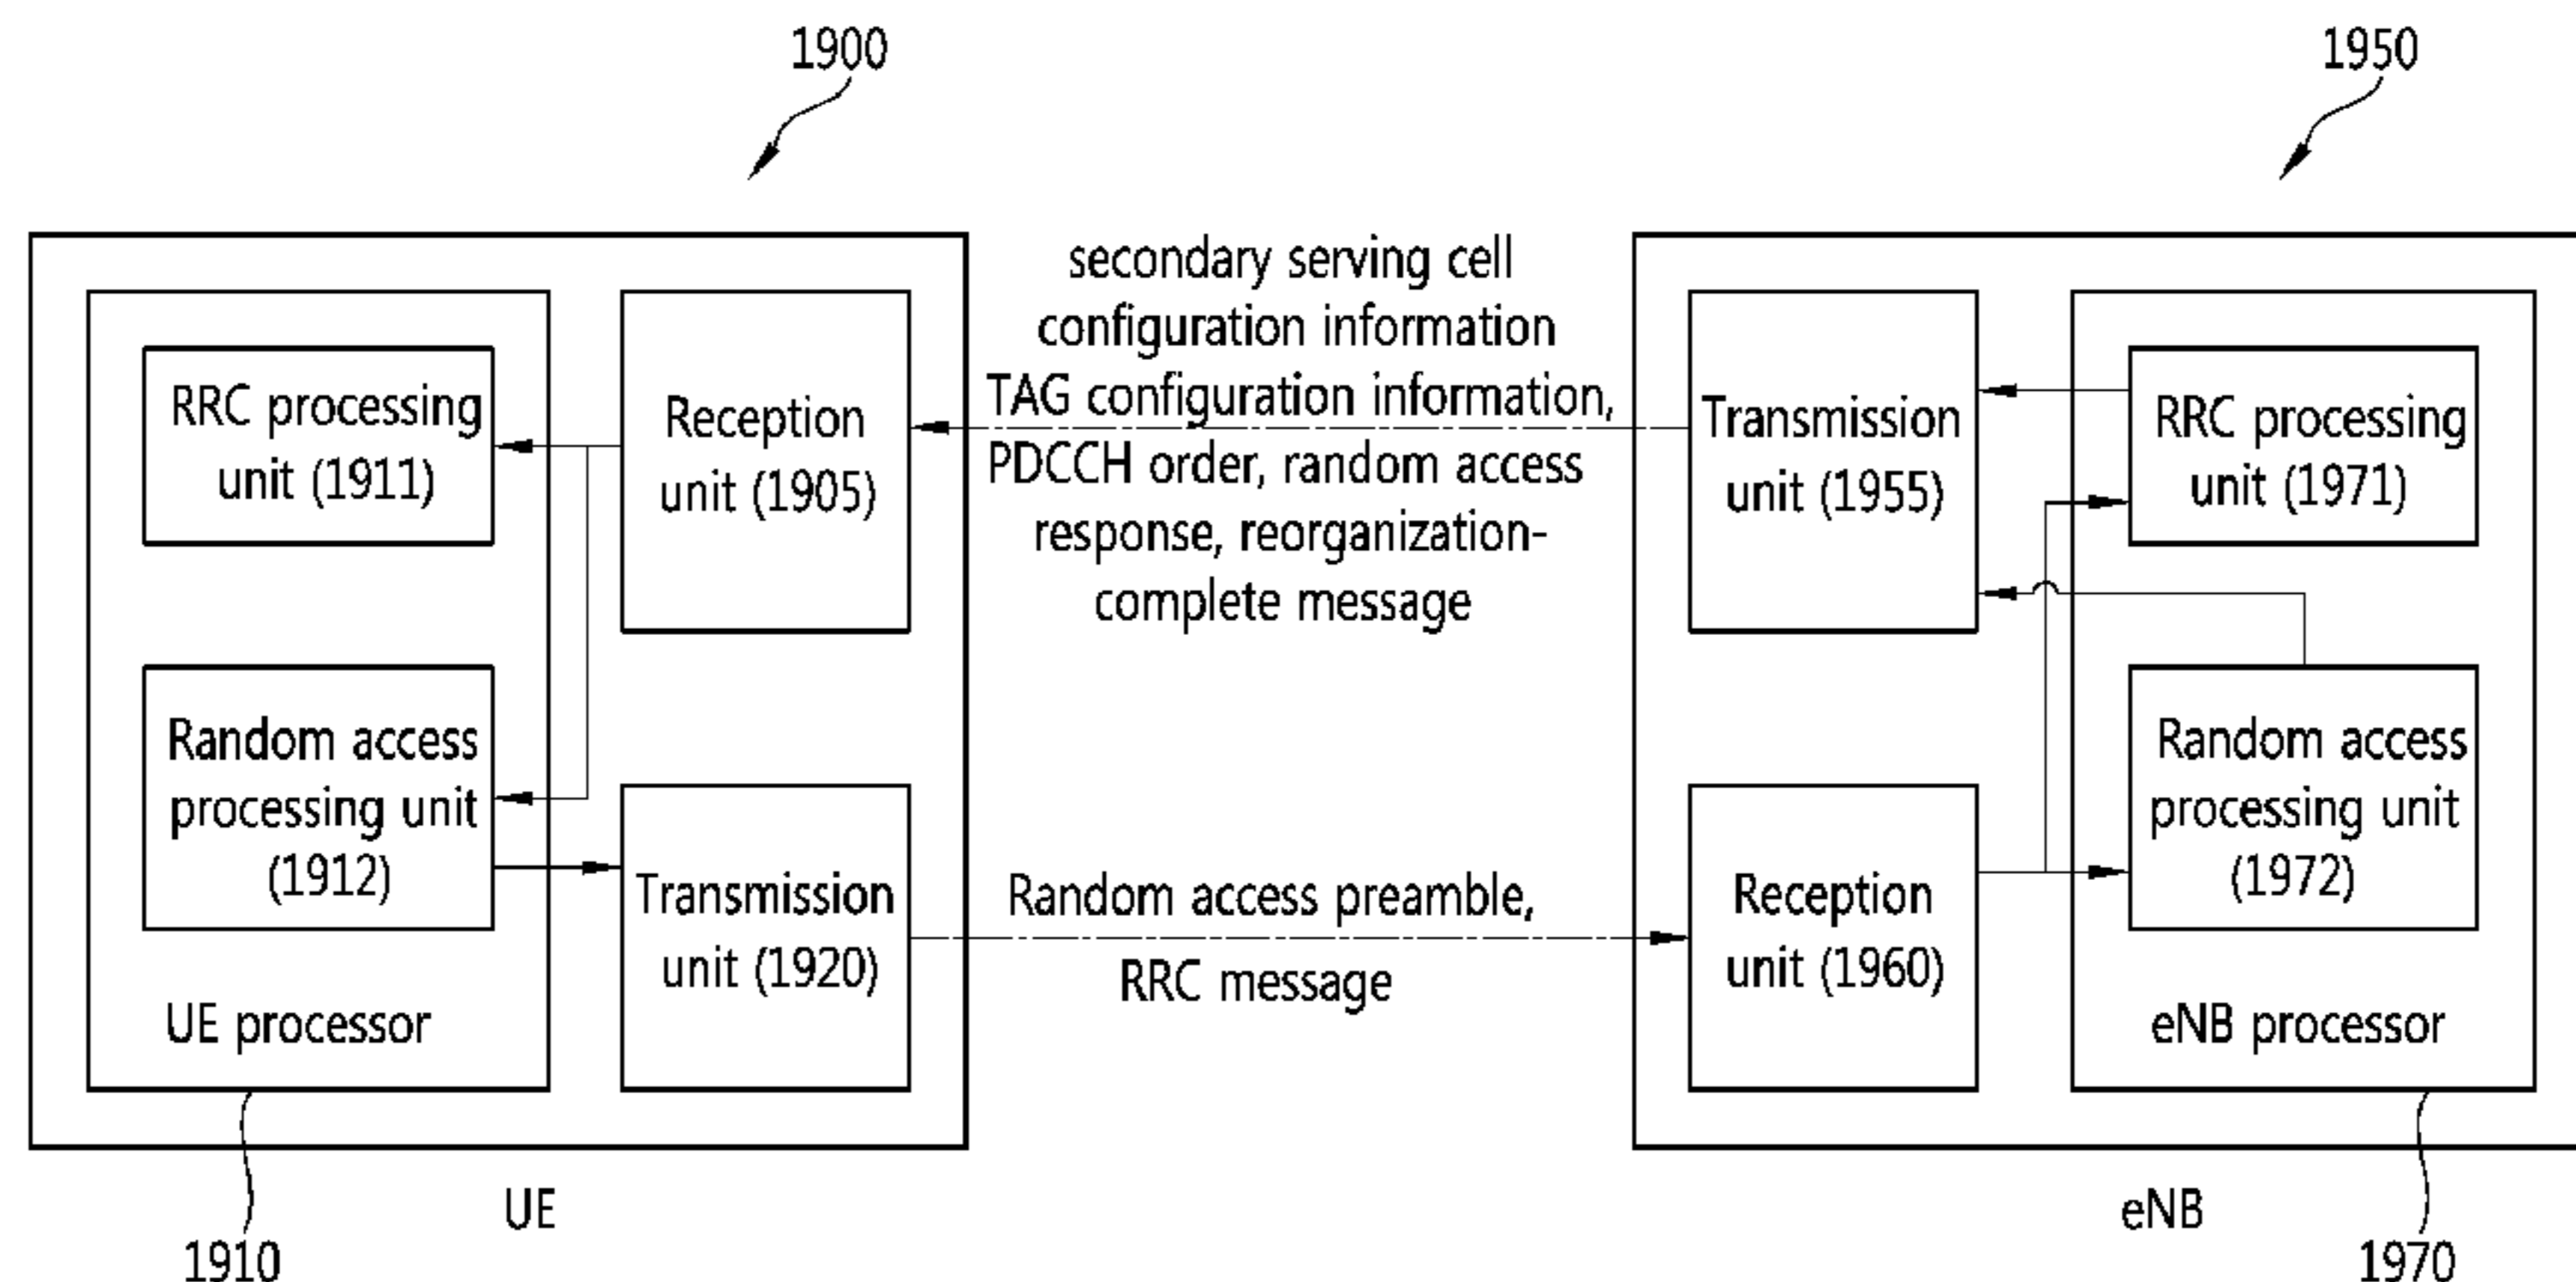 1900
1950
RRC processing
unit (1911)
Random access
processing unit
(1912)
UE processor
Reception
unit (1905)
Transmission
unit (1920)
secondary serving cell
configuration information
TAG configuration information,
PDCCH order, random access
response, reorganization-
complete message
Random access preamble,
RRC message
Transmission
unit (1955)
Reception
unit (1960)
RRC processing
unit (1971)
Random access
processing unit
(1972)
eNB processor
UE
eNB
1910
1970